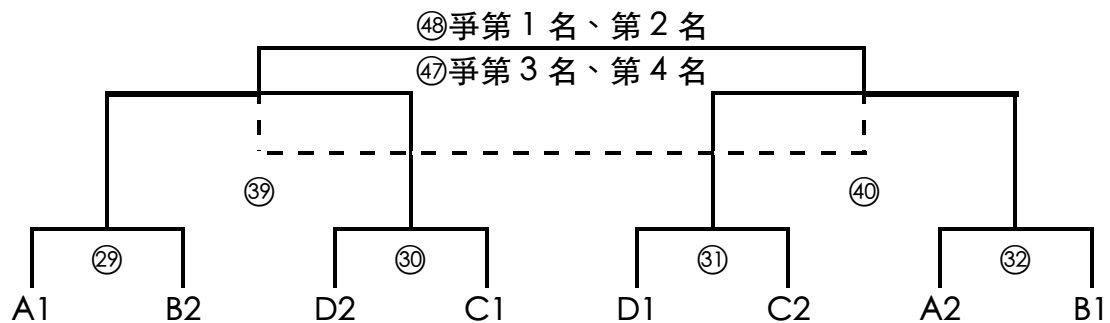 ㊽爭第 1 名、第 2 名
㊼爭第 3 名、第 4 名
㊴ ㊵
㉙ ㉚ ㉛ ㉜
A1 B2 D2 C1 D1 C2 A2 B1